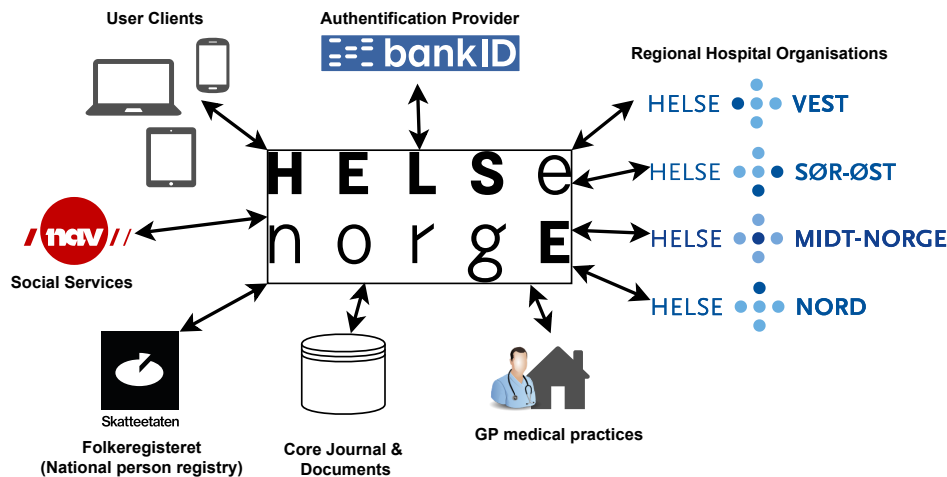 User Clients
Authentification Provider
bankID
Regional Hospital Organisations
HELSE VEST
HELSE SØR-ØST
HELSE MIDT-NORGE
HELSE NORD
HELSe
norgE
nav
Social Services
Skatteetaten
Folkeregisteret
(National person registry)
Core Journal &
Documents
GP medical practices